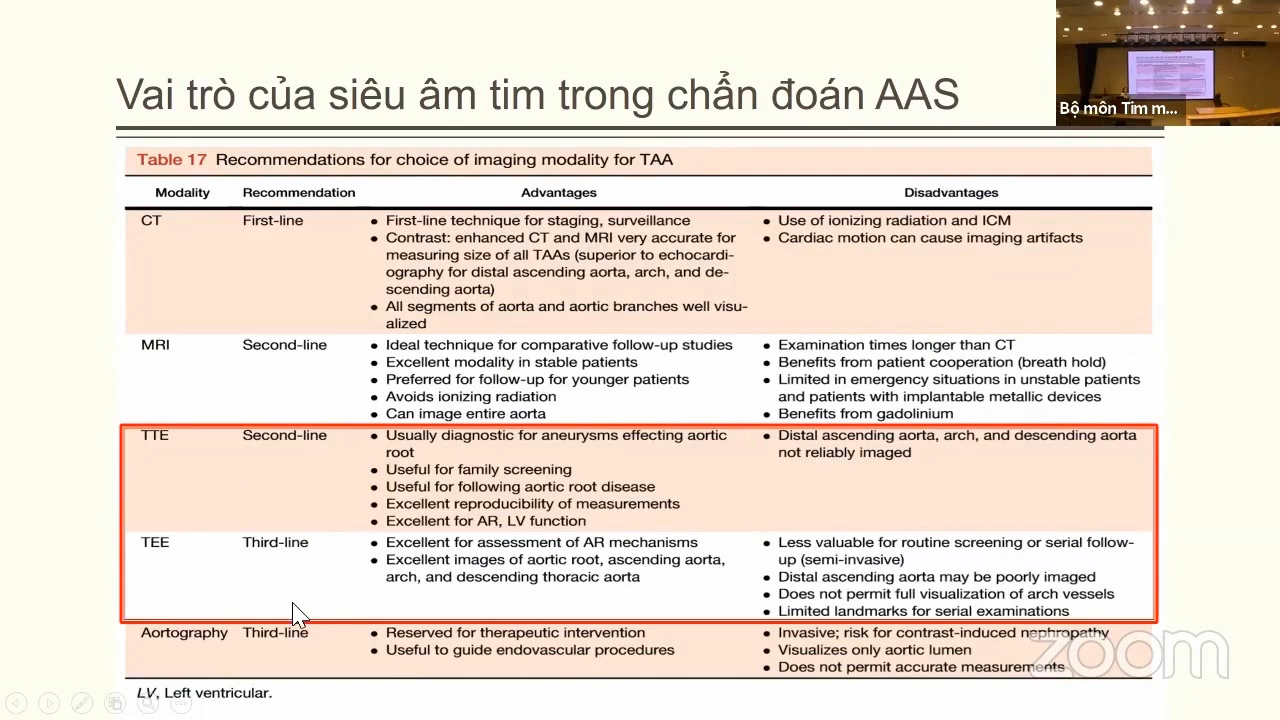 Vai trò của siêu âm tim trong chẩn đoán AAS
Bộ môn Tim m...
Table 17 Recommendations for choice of imaging modality for TAA
Modality Recommendation Advantages Disadvantages
CT First-line
• First-line technique for staging, surveillance
• Contrast: enhanced CT and MRI very accurate for
measuring size of all TAAs (superior to echocardi-
ography for distal ascending aorta, arch, and de-
scending aorta)
• All segments of aorta and aortic branches well visu-
alized
• Use of ionizing radiation and ICM
• Cardiac motion can cause imaging artifacts
MRI Second-line
• Ideal technique for comparative follow-up studies
• Excellent modality in stable patients
• Preferred for follow-up for younger patients
• Avoids ionizing radiation
• Can image entire aorta
• Examination times longer than CT
• Benefits from patient cooperation (breath hold)
• Limited in emergency situations in unstable patients
and patients with implantable metallic devices
• Benefits from gadolinium
TTE Second-line
• Usually diagnostic for aneurysms effecting aortic
root
• Useful for family screening
• Useful for following aortic root disease
• Excellent reproducibility of measurements
• Excellent for AR, LV function
• Distal ascending aorta, arch, and descending aorta
not reliably imaged
TEE Third-line
• Excellent for assessment of AR mechanisms
• Excellent images of aortic root, ascending aorta,
arch, and descending thoracic aorta
• Less valuable for routine screening or serial follow-
up (semi-invasive)
• Distal ascending aorta may be poorly imaged
• Does not permit full visualization of arch vessels
• Limited landmarks for serial examinations
Aortography Third-line
• Reserved for therapeutic intervention
• Useful to guide endovascular procedures
• Invasive; risk for contrast-induced nephropathy
• Visualizes only aortic lumen
• Does not permit accurate measurements
LV, Left ventricular.
zoom